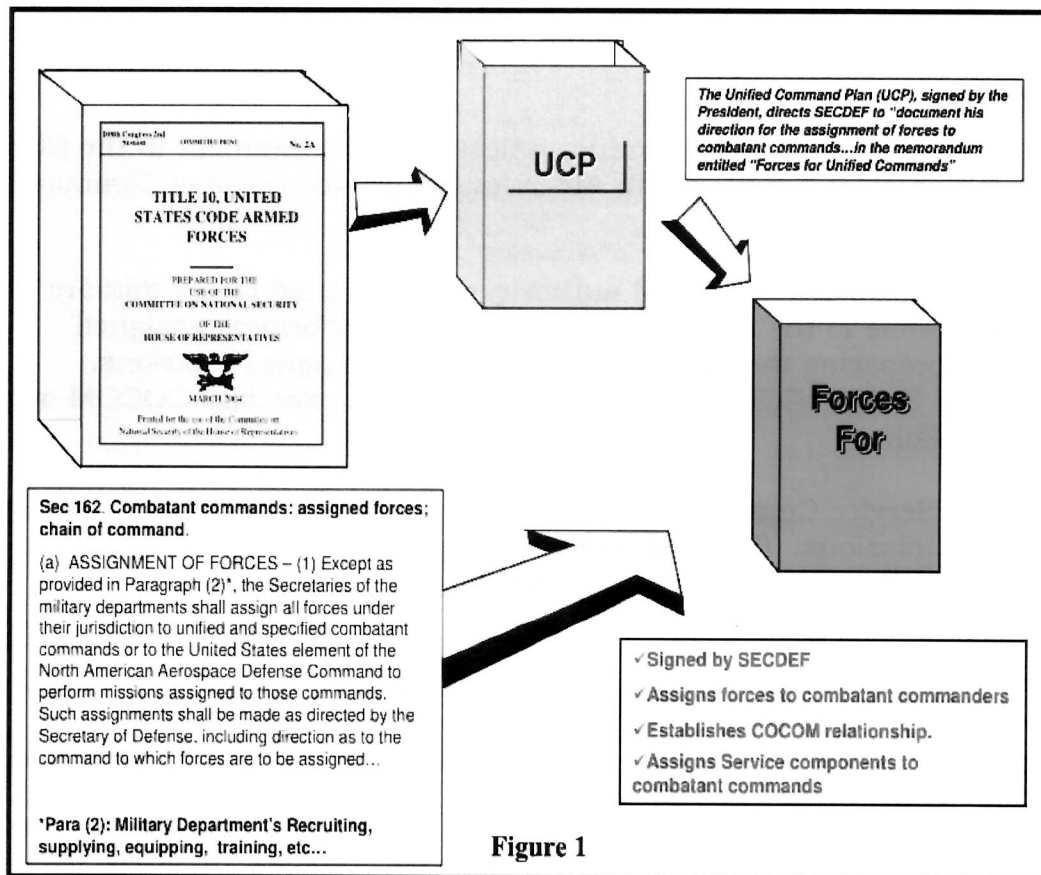 109th Congress 2nd
Session
COMMITTEE PRINT
No. 2A
TITLE 10, UNITED
STATES CODE ARMED
FORCES
PREPARED FOR THE
USE OF THE
COMMITTEE ON NATIONAL SECURITY
OF THE
HOUSE OF REPRESENTATIVES
MARCH
Printed for the use of the Committee on
National Security of the House of Representatives
UCP
The Unified Command Plan (UCP), signed by the
President, directs SECDEF to "document his
direction for the assignment of forces to
combatant commands...in the memorandum
entitled "Forces for Unified Commands"
Forces
For
Sec 162. Combatant commands: assigned forces;
chain of command.
(a) ASSIGNMENT OF FORCES – (1) Except as
provided in Paragraph (2)*, the Secretaries of the
military departments shall assign all forces under
their jurisdiction to unified and specified combatant
commands or to the United States element of the
North American Aerospace Defense Command to
perform missions assigned to those commands.
Such assignments shall be made as directed by the
Secretary of Defense, including direction as to the
command to which forces are to be assigned...
*Para (2): Military Department's Recruiting,
supplying, equipping, training, etc...
✓Signed by SECDEF
✓Assigns forces to combatant commanders
✓Establishes COCOM relationship.
✓Assigns Service components to
combatant commands
Figure 1